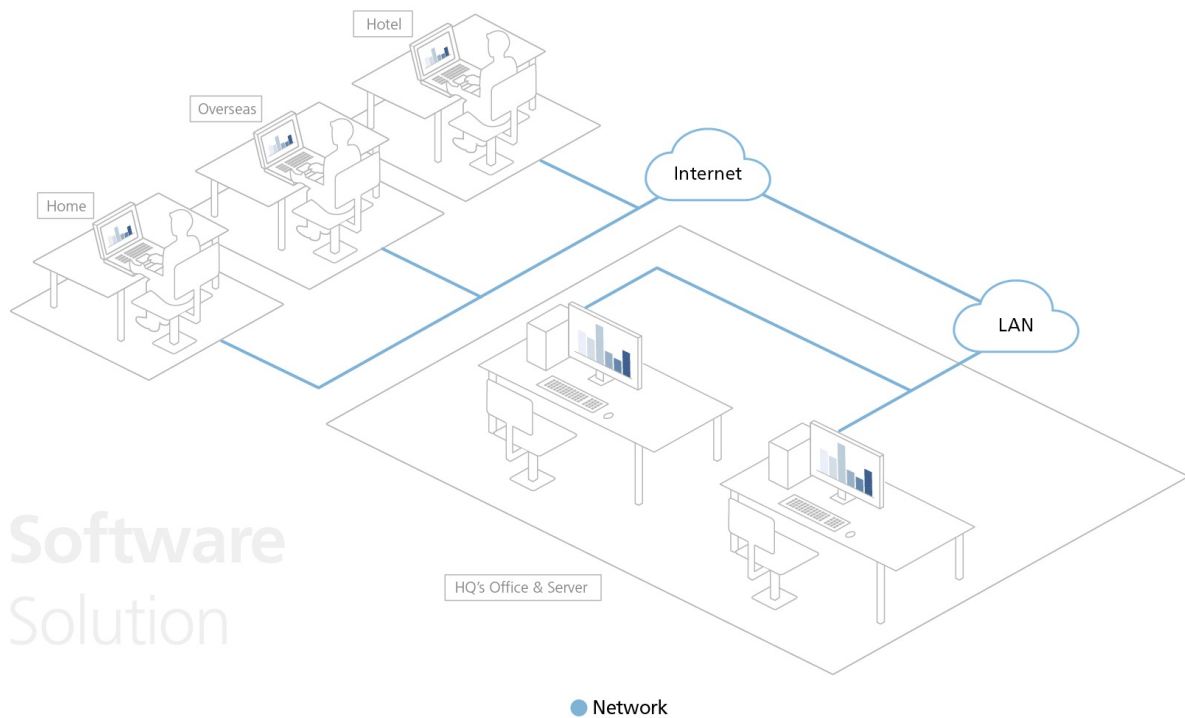 Hotel
Overseas
Home
Internet
LAN
HQ's Office & Server
Software
Solution
Network